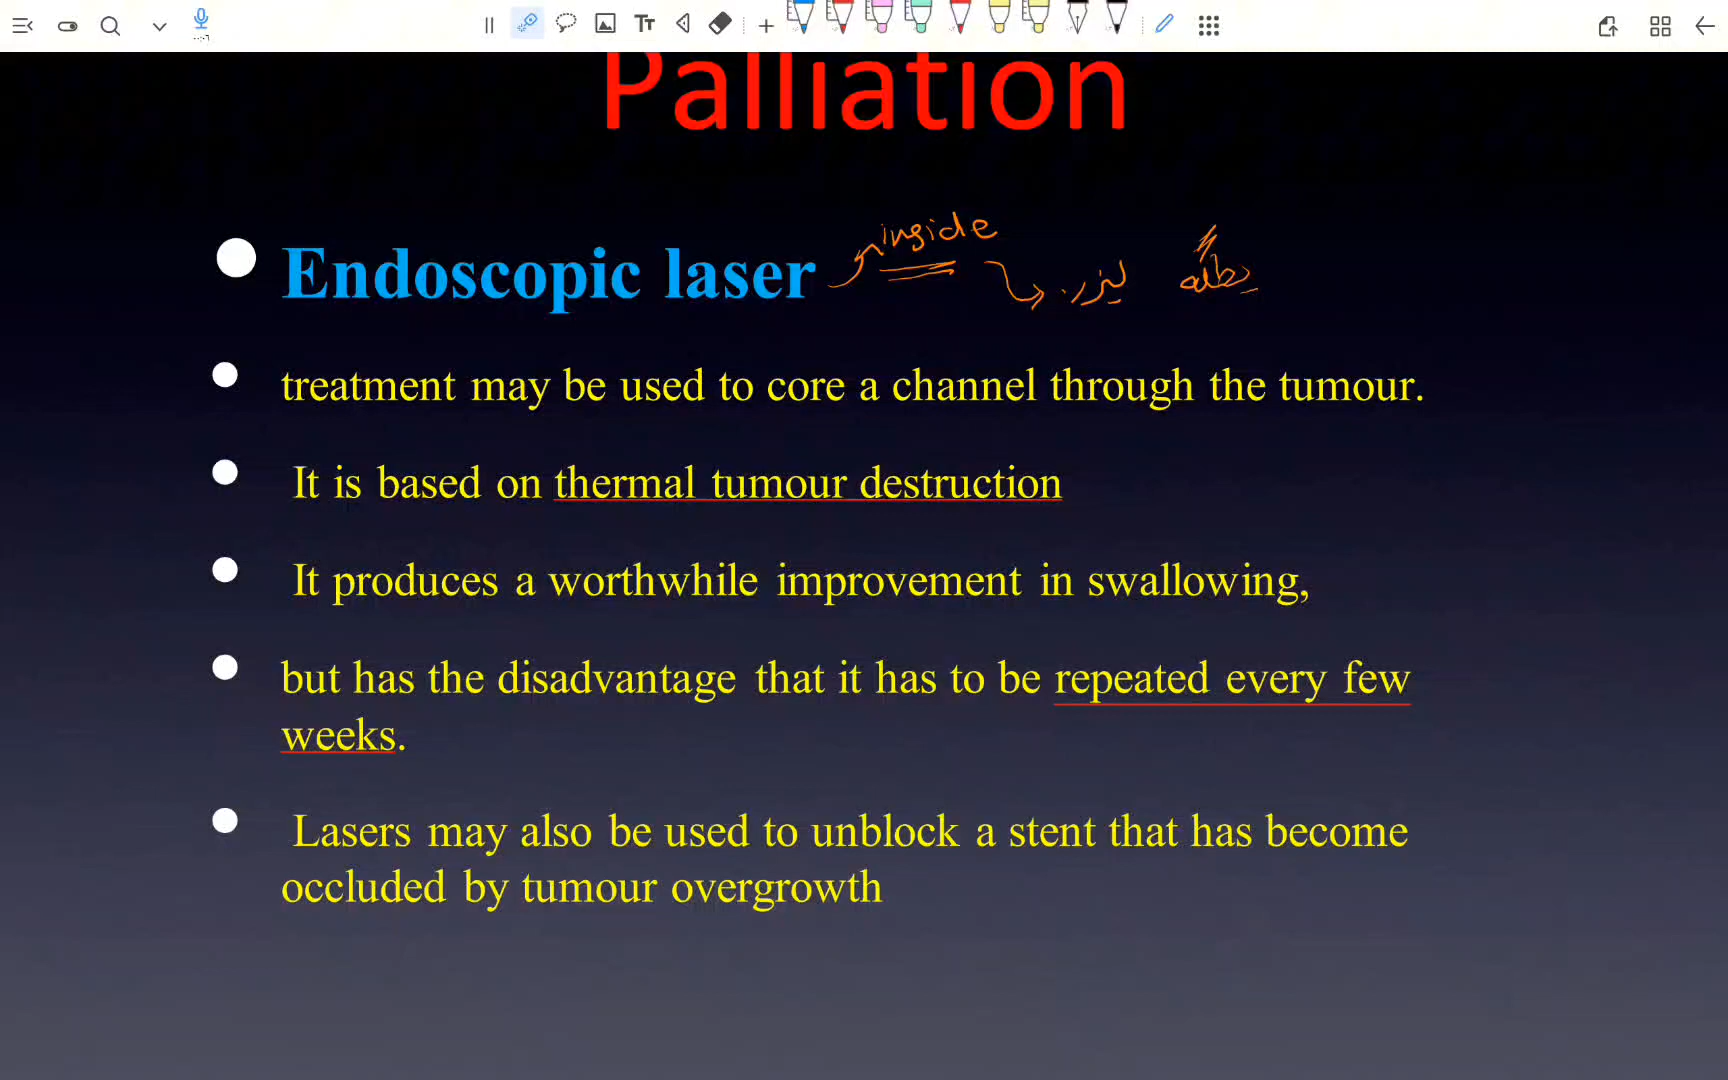 Palliation
Endoscopic laser
inside
ليزر
treatment may be used to core a channel through the tumour.
It is based on thermal tumour destruction
It produces a worthwhile improvement in swallowing,
but has the disadvantage that it has to be repeated every few
weeks.
Lasers may also be used to unblock a stent that has become
occluded by tumour overgrowth